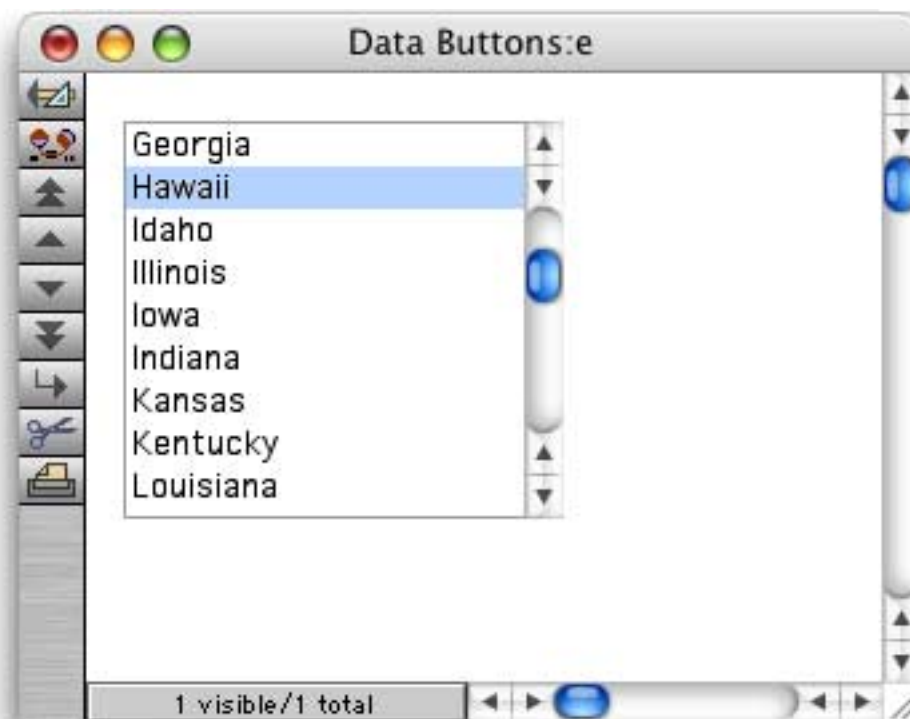 Data Buttons:e
Georgia
Hawaii
Idaho
Illinois
Iowa
Indiana
Kansas
Kentucky
Louisiana
1 visible/1 total